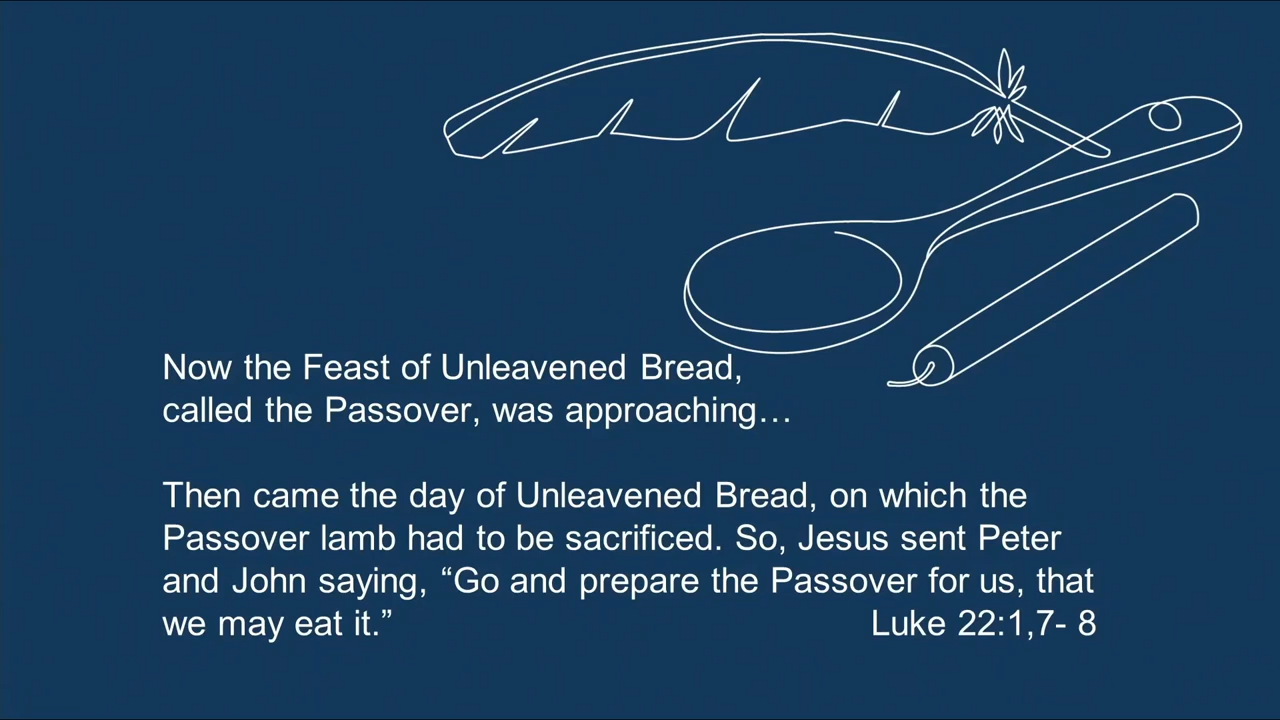 Now the Feast of Unleavened Bread,
called the Passover, was approaching…
Then came the day of Unleavened Bread, on which the
Passover lamb had to be sacrificed. So, Jesus sent Peter
and John saying, “Go and prepare the Passover for us, that
we may eat it.” Luke 22:1,7- 8